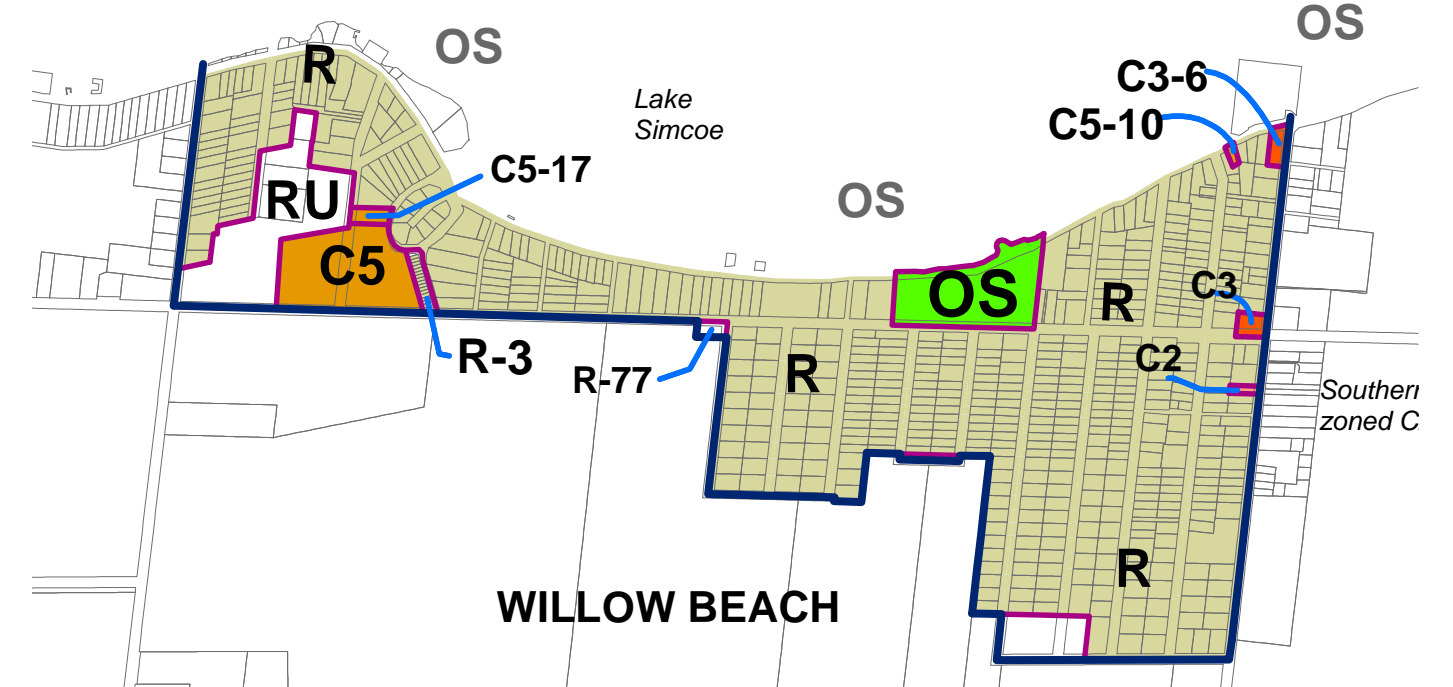 OS
OS
R
C3-6
Lake
Simcoe
C5-10
C5-17
RU
OS
C5
OS
R
C3
R-3
R-77
R
C2
Southern
zoned C
R
WILLOW BEACH